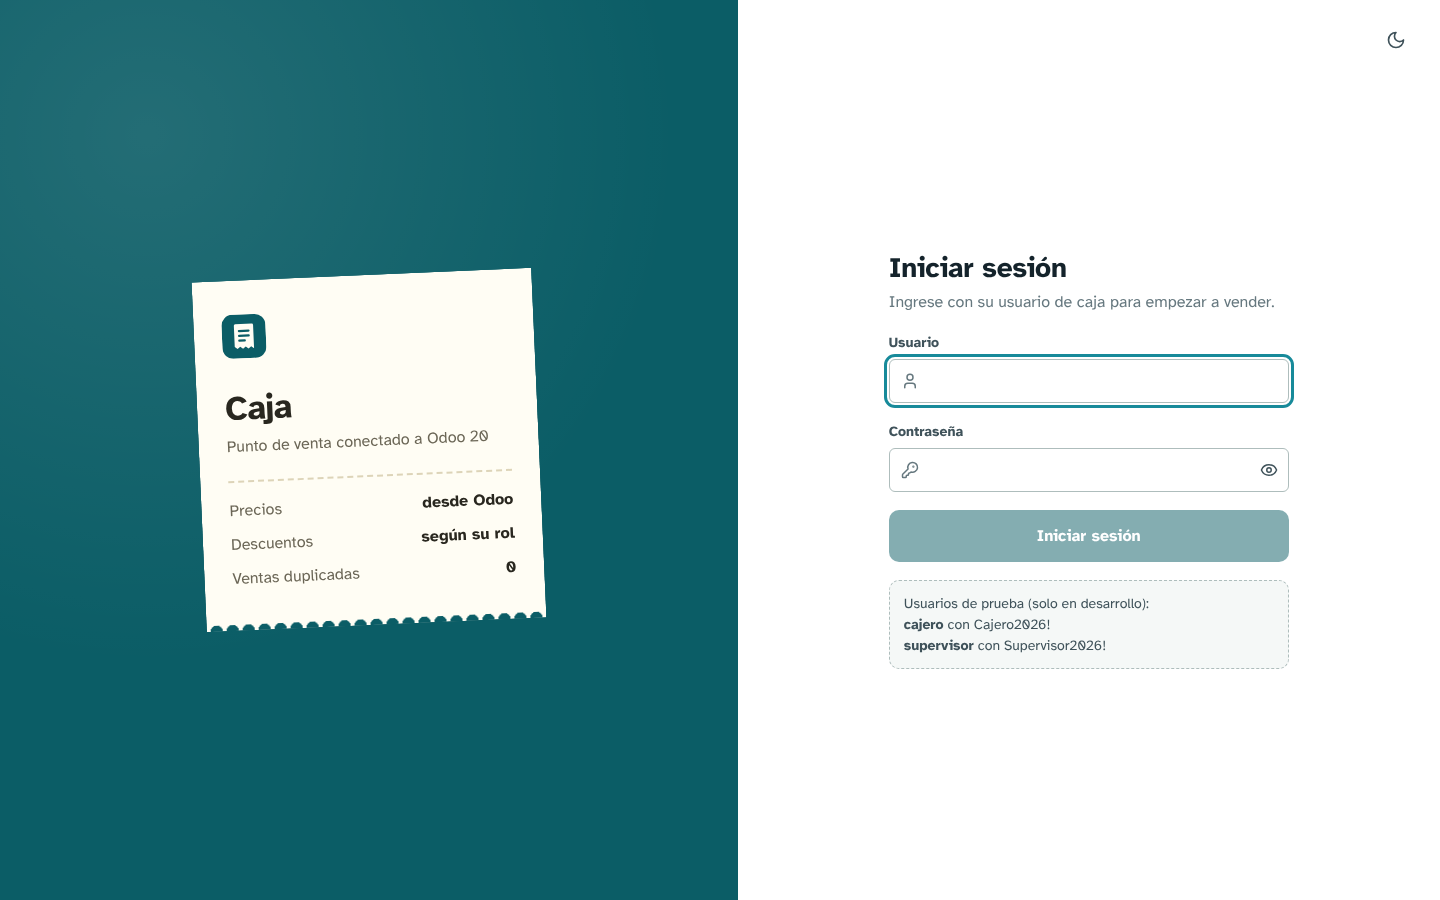 Caja
Punto de venta conectado a Odoo 20
Precios desde Odoo
Descuentos según su rol
Ventas duplicadas 0
Iniciar sesión
Ingrese con su usuario de caja para empezar a vender.
Usuario
Contraseña
Iniciar sesión
Usuarios de prueba (solo en desarrollo):
cajero con Cajero2026!
supervisor con Supervisor2026!